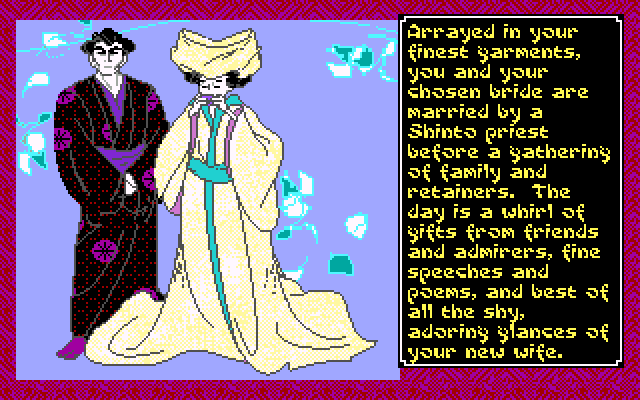 Arrayed in your
finest garments,
you and your
chosen bride are
married by a
Shinto priest
before a gathering
of family and
retainers.  The
day is a whirl of
gifts from friends
and admirers, fine
speeches and
poems, and best of
all the shy,
adoring glances of
your new wife.